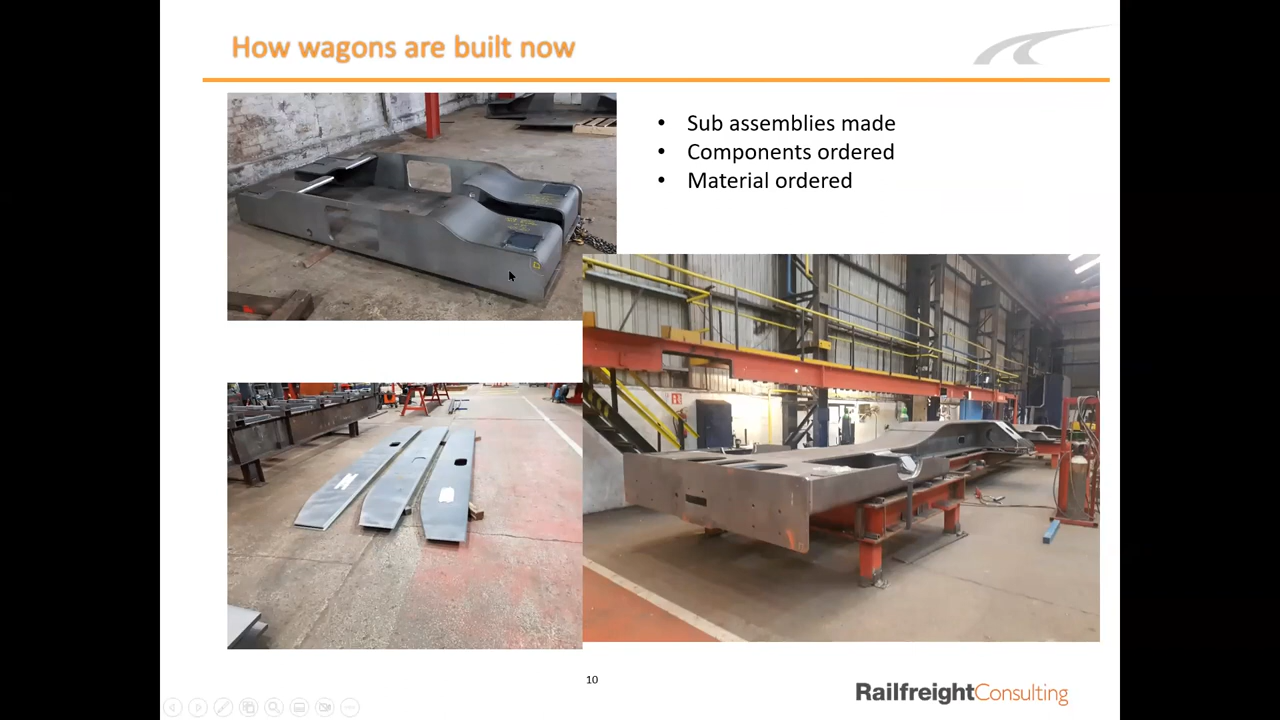 How wagons are built now
• Sub assemblies made
• Components ordered
• Material ordered
10
RailfreightConsulting